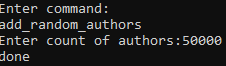 Enter command:
add_random_authors
Enter count of authors:50000
done